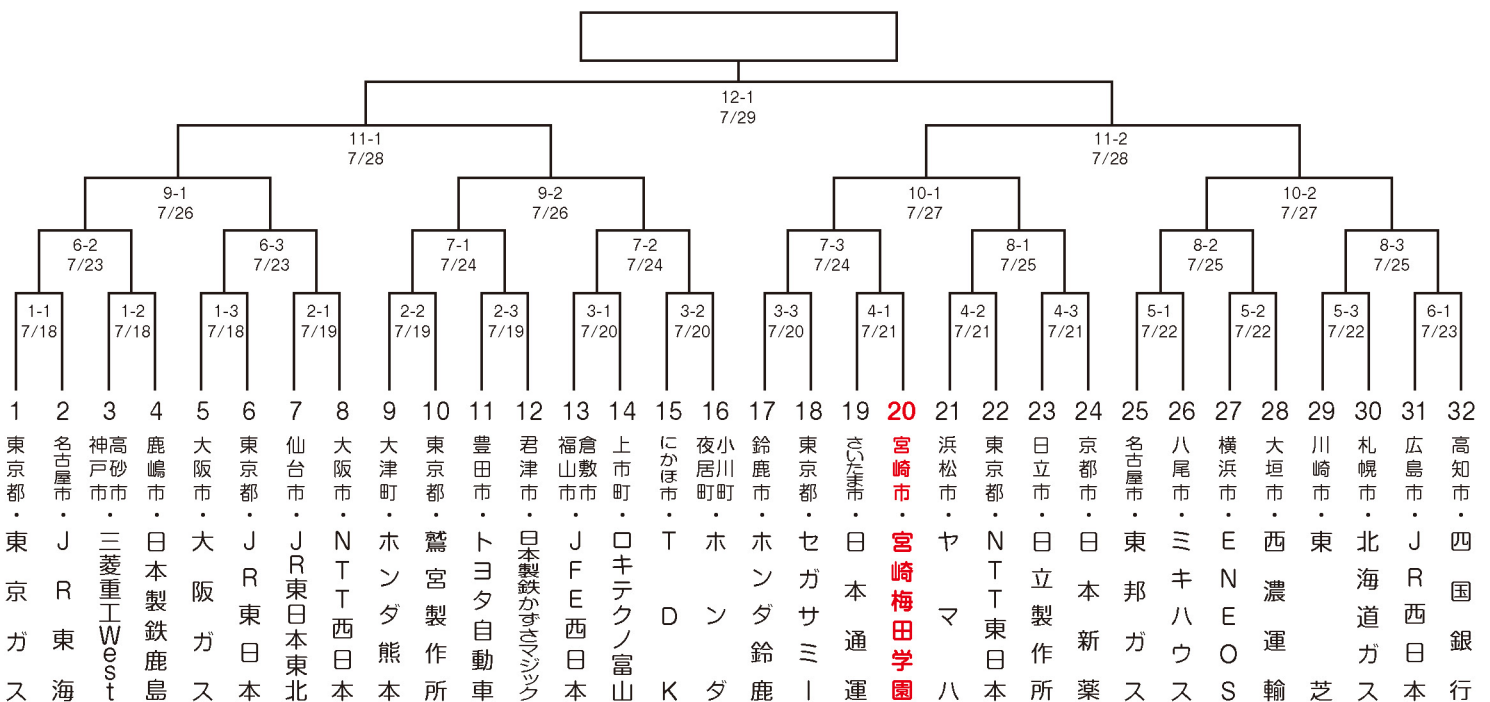 12-1
7/29
11-1
7/28
11-2
7/28
9-1
7/26
9-2
7/26
10-1
7/27
10-2
7/27
6-2
7/23
6-3
7/23
7-1
7/24
7-2
7/24
7-3
7/24
8-1
7/25
8-2
7/25
8-3
7/25
1-1
7/18
1-2
7/18
1-3
7/18
2-1
7/19
2-2
7/19
2-3
7/19
3-1
7/20
3-2
7/20
3-3
7/20
4-1
7/21
4-2
7/21
4-3
7/21
5-1
7/22
5-2
7/22
5-3
7/22
6-1
7/23
1 東京都・東京ガス
2 名古屋市・JR東海
3 神戸市高砂市・三菱重工West
4 鹿嶋市・日本製鉄鹿島
5 大阪市・大阪ガス
6 東京都・JR東日本
7 仙台市・JR東日本東北
8 大阪市・NTT西日本
9 大津町・ホンダ熊本
10 東京都・鷺宮製作所
11 豊田市・トヨタ自動車
12 君津市・日本製鉄かずさマジック
13 福山市倉敷市・JFE西日本
14 上市町・ロキテクノ富山
15 にかほ市・TDK
16 夜居町小川町・ホンダ
17 鈴鹿市・ホンダ鈴鹿
18 東京都・セガサミー
19 さいたま市・日本通運
20 宮崎市・宮崎梅田学園
21 浜松市・ヤマハ
22 東京都・NTT東日本
23 日立市・日立製作所
24 京都市・日本新薬
25 名古屋市・東邦ガス
26 八尾市・ミキハウス
27 横浜市・ENEOS
28 大垣市・西濃運輸
29 川崎市・東芝
30 札幌市・北海道ガス
31 広島市・JR西日本
32 高知市・四国銀行